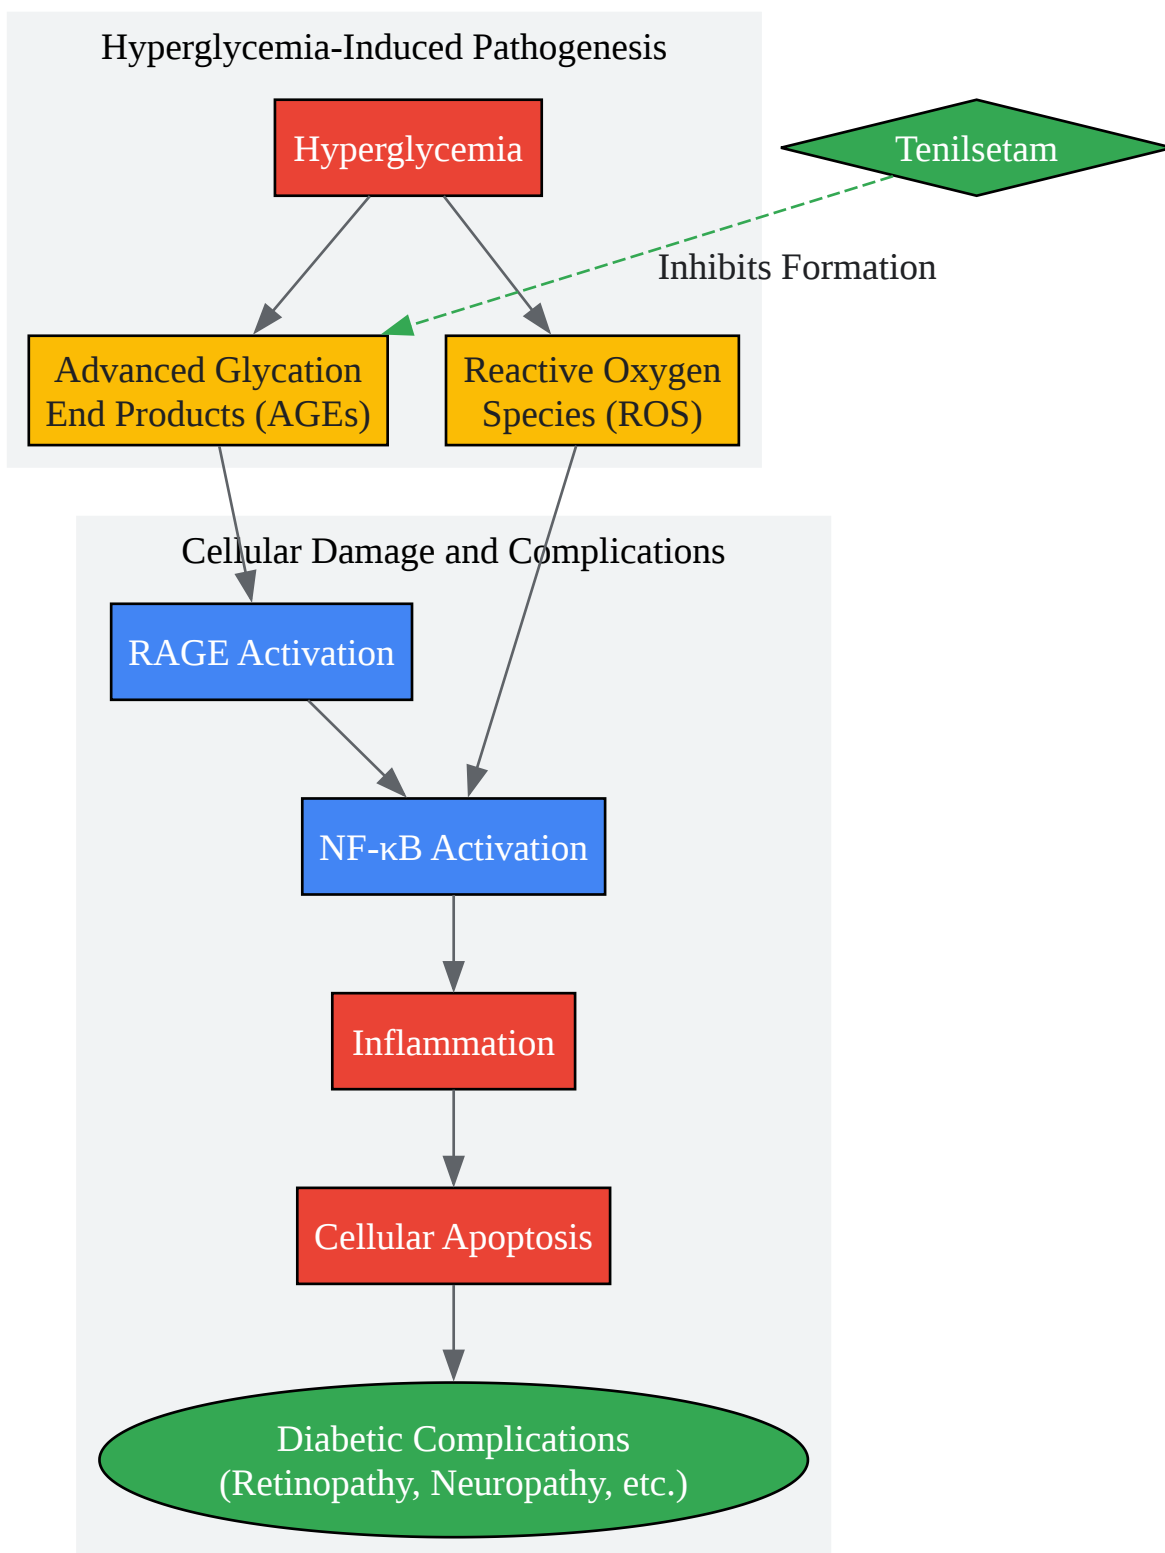 Hyperglycemia-Induced Pathogenesis
Hyperglycemia
Tenilsetam
Inhibits Formation
Advanced Glycation
End Products (AGEs)
Reactive Oxygen
Species (ROS)
Cellular Damage and Complications
RAGE Activation
NF-κB Activation
Inflammation
Cellular Apoptosis
Diabetic Complications
(Retinopathy, Neuropathy, etc.)